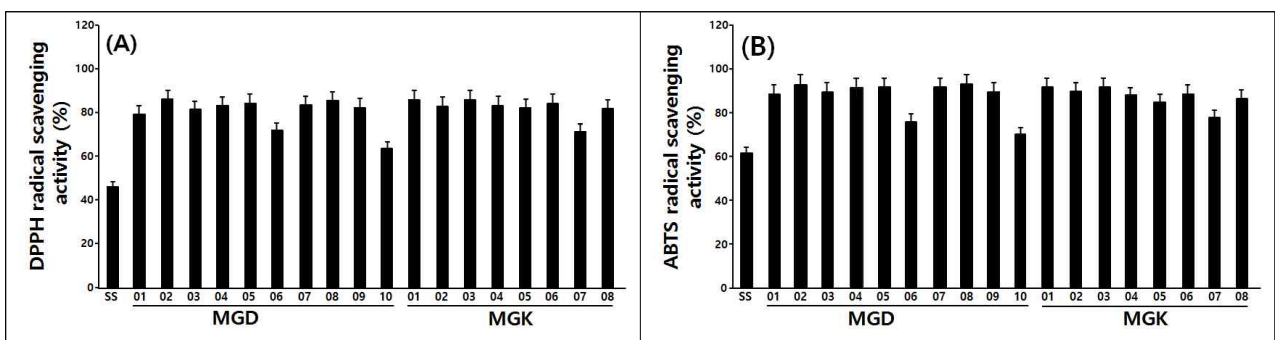 (A)
DPPH radical scavenging
activity (%)
120
100
80
60
40
20
0
SS 01 02 03 04 05 06 07 08 09 10 01 02 03 04 05 06 07 08
MGD MGK
(B)
ABTS radical scavenging
activity (%)
120
100
80
60
40
20
0
SS 01 02 03 04 05 06 07 08 09 10 01 02 03 04 05 06 07 08
MGD MGK